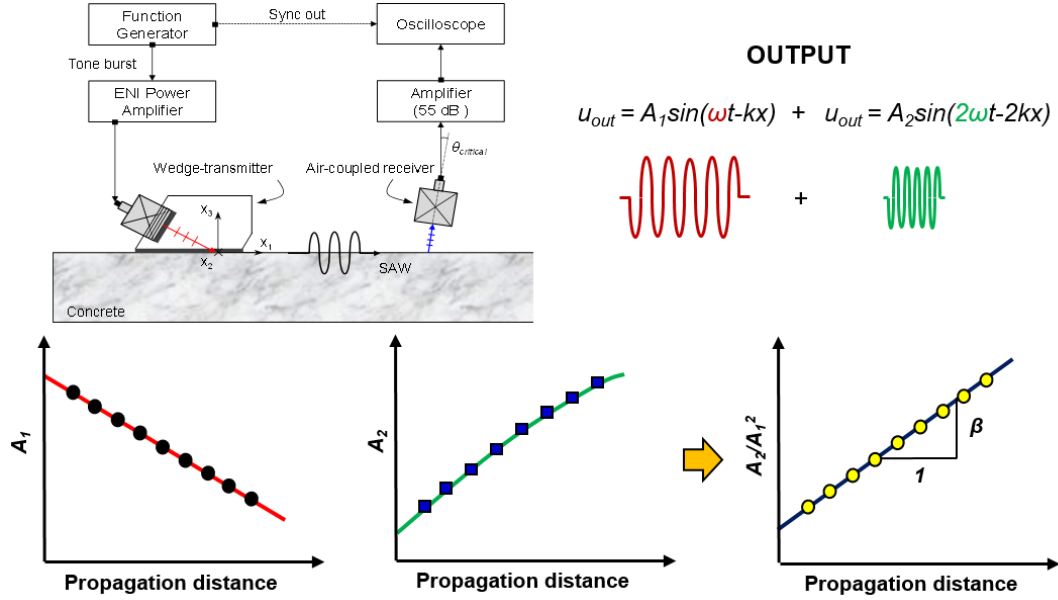 Function
Generator
Sync out
Oscilloscope
Tone burst
ENI Power
Amplifier
Amplifier
(55 dB )
θcritical
Wedge-transmitter
Air-coupled receiver
X3
X1
X2
SAW
Concrete
OUTPUT
uout = A1sin(ωt-kx) + uout = A2sin(2ωt-2kx)
+
A1
Propagation distance
A2
Propagation distance
A2/A1²
β
1
Propagation distance